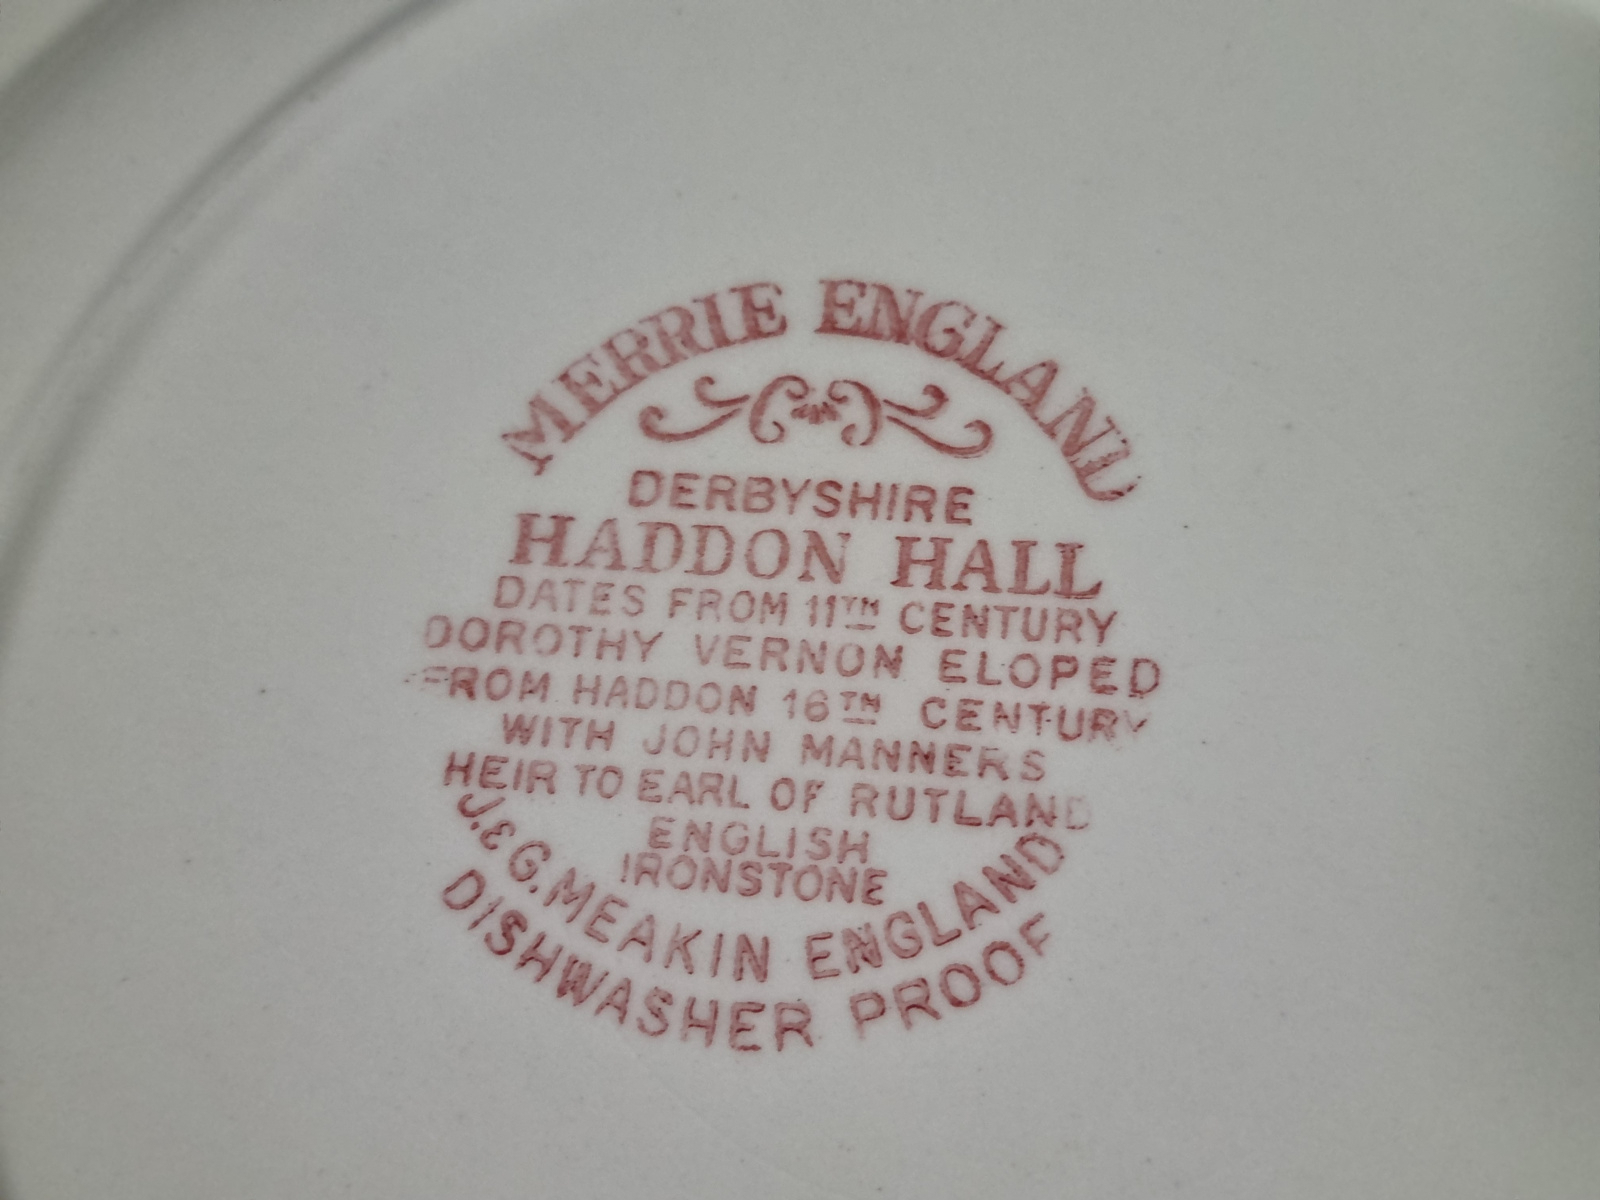 MERRIE ENGLAND
DERBYSHIRE
HADDON HALL
DATES FROM 11TH CENTURY
DOROTHY VERNON ELOPED
FROM HADDON 16TH CENTURY
WITH JOHN MANNERS
HEIR TO EARL OF RUTLAND
ENGLISH
IRONSTONE
J. & G. MEAKIN ENGLAND
DISHWASHER PROOF